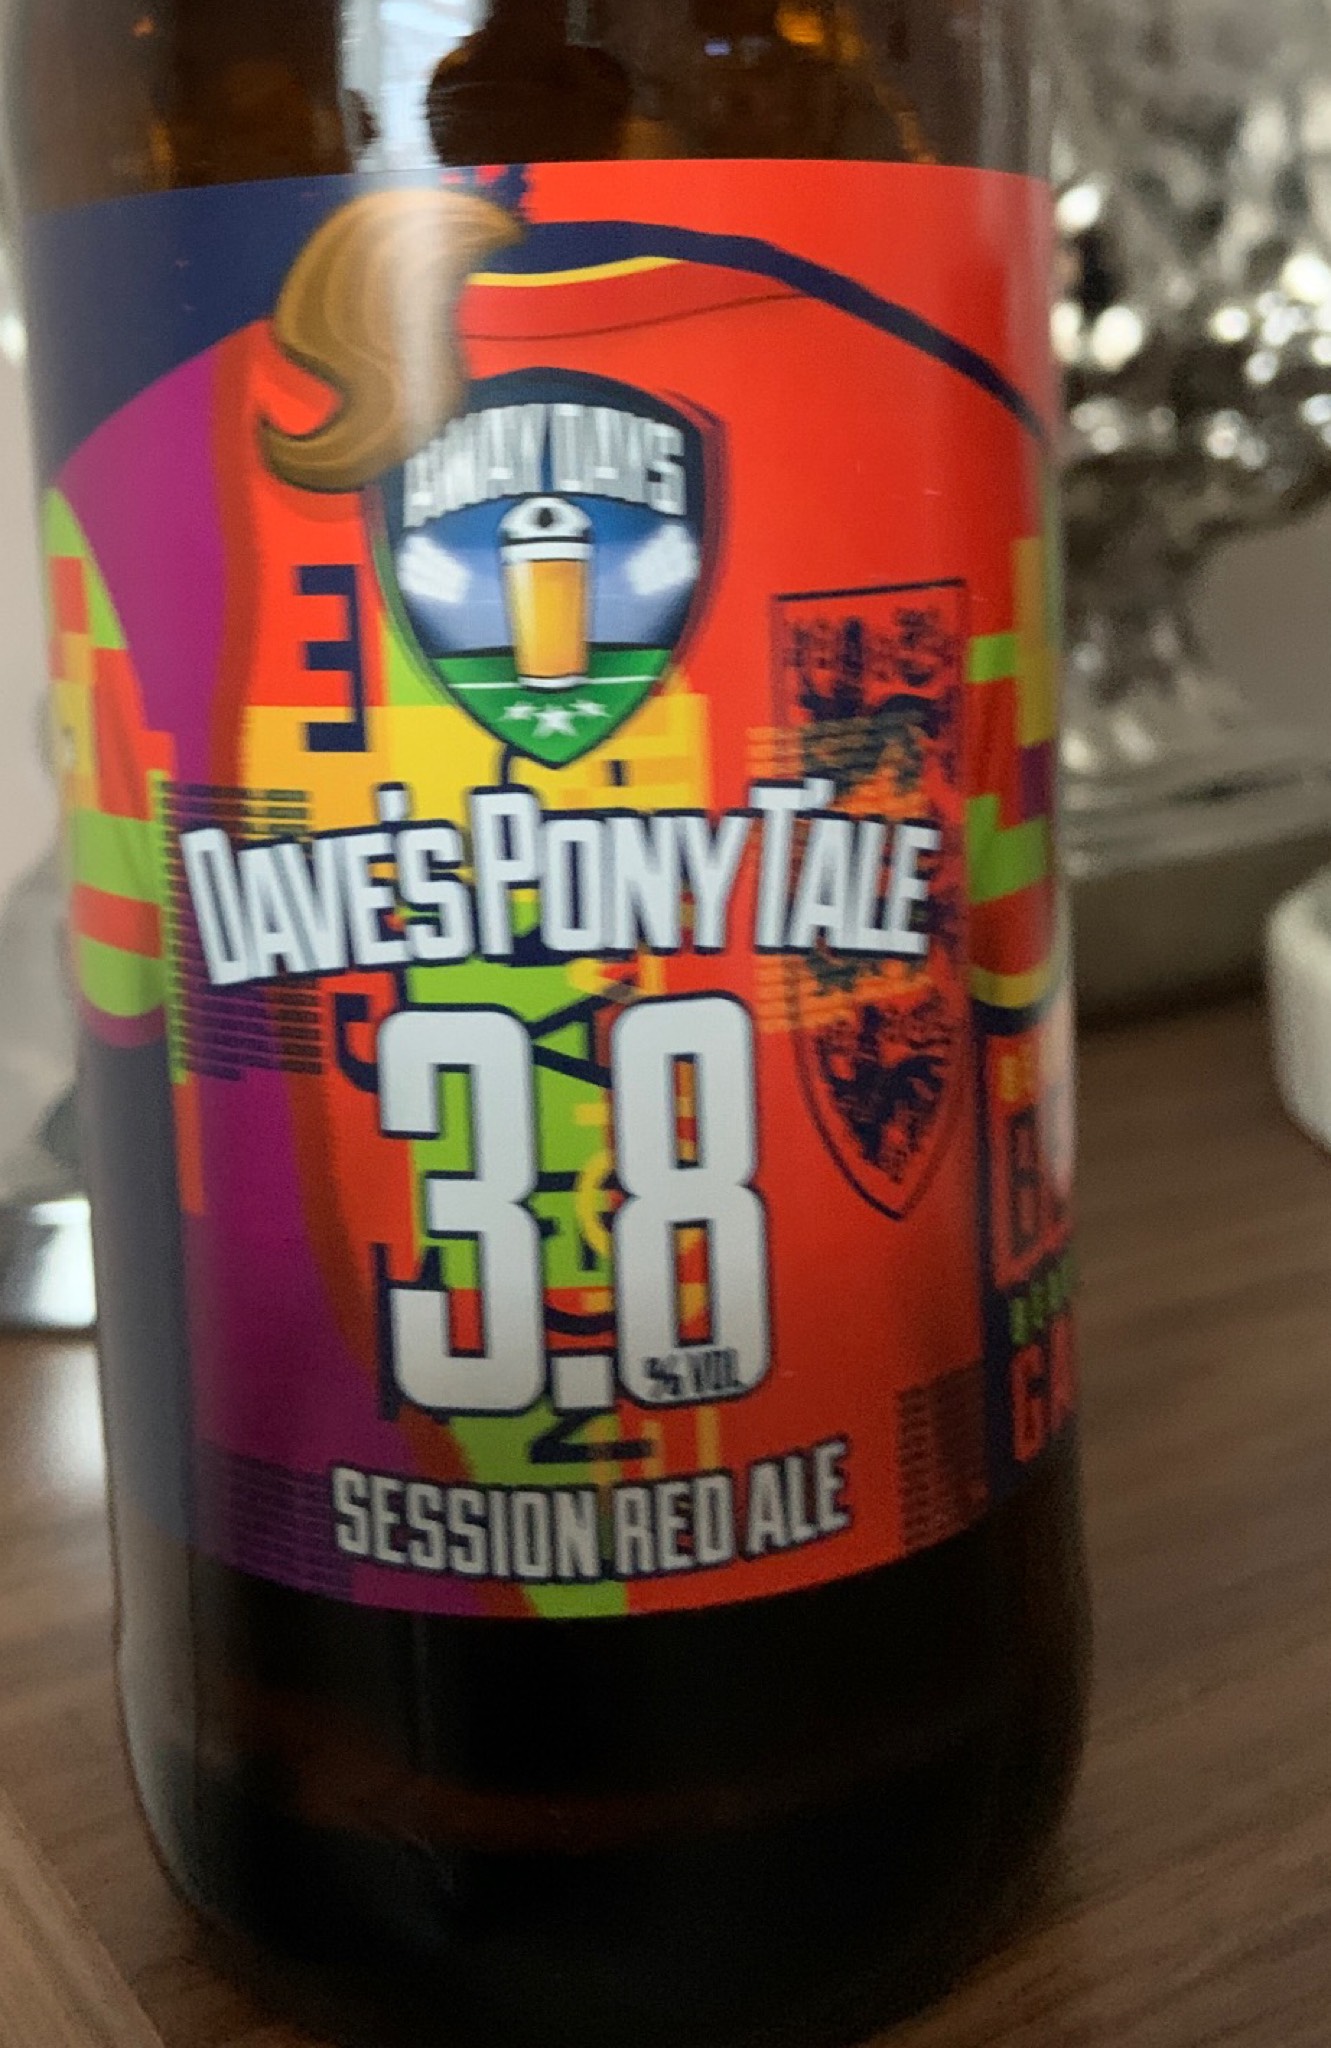 AWAY DAYS
DAVE'S PONY TALE
3.8
% VOL
SESSION RED ALE